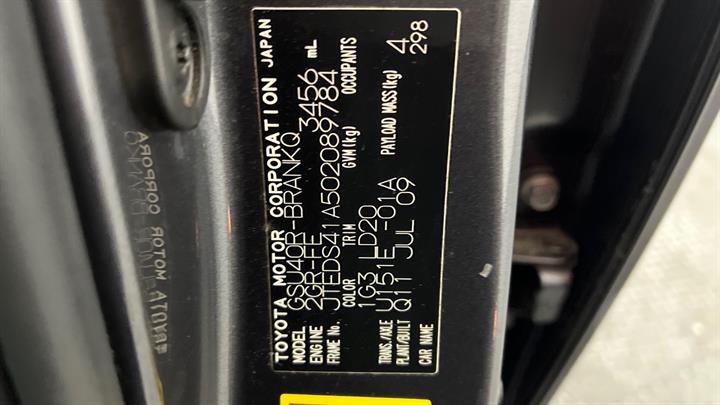 TOYOTA MOTOR CORPORATION JAPAN
MODEL GSU40R-BRANKQ
ENGINE 2GR-FE 3456 mL
FRAME No. JTEDS41A502089784
COLOR TRIM GVM(kg) OCCUPANTS
1G3 LD20 4
TRANS./AXLE U151E /-01A PAYLOAD MASS(kg) 298
PLANT/BUILT Q11 JUL 09
CAR NAME